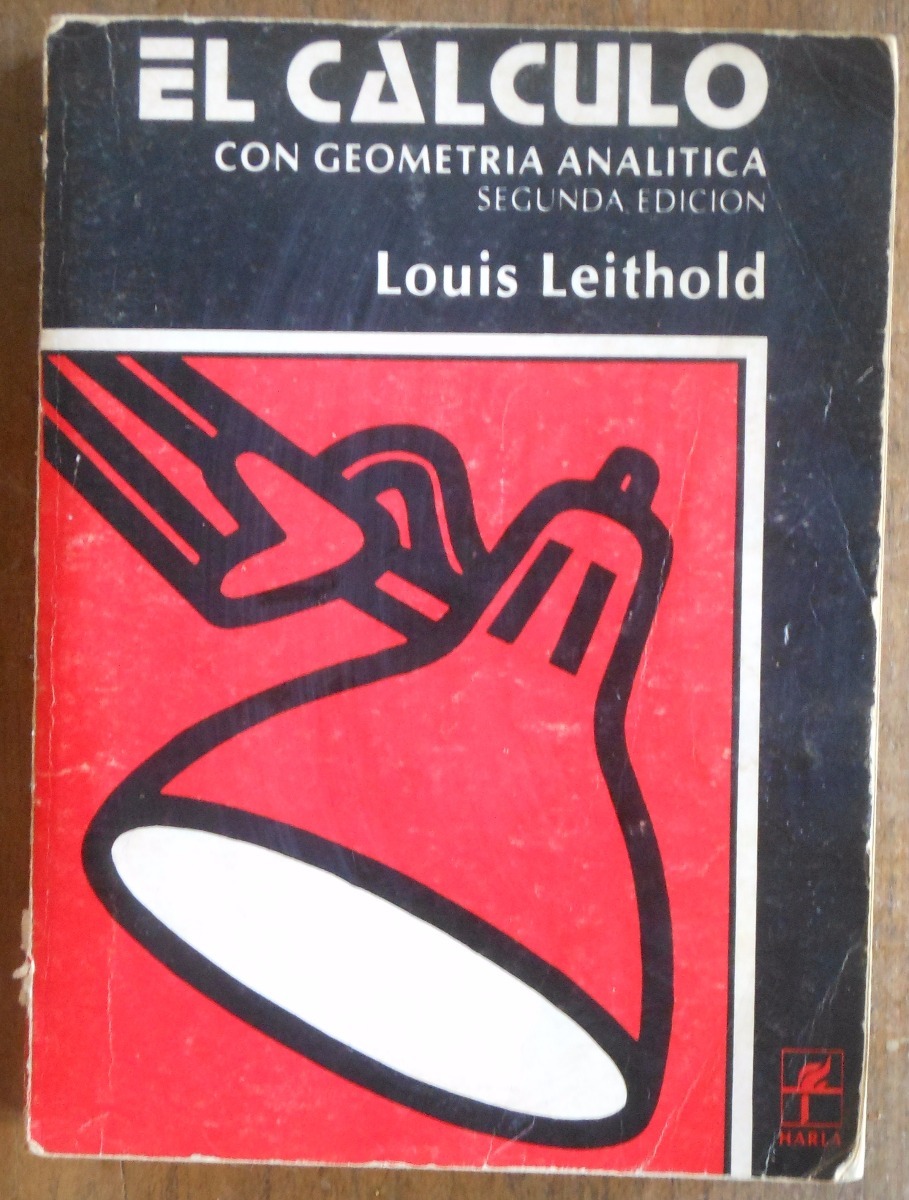 EL CALCULO
CON GEOMETRIA ANALITICA
SEGUNDA EDICION
Louis Leithold
HARLA